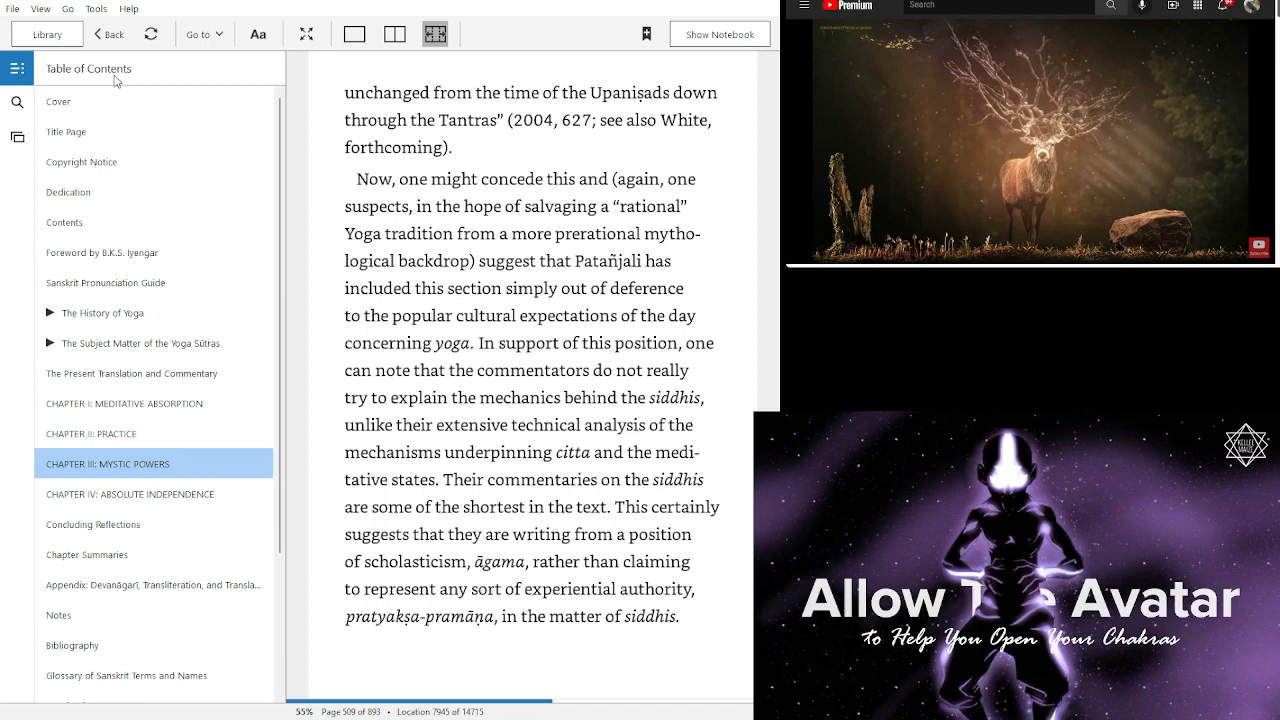 File View Go Tools Help
Library Back Go to Aa Show Notebook
Table of Contents
Cover
Title Page
Copyright Notice
Dedication
Contents
Foreword by B.K.S. Iyengar
Sanskrit Pronunciation Guide
The History of Yoga
The Subject Matter of the Yoga Sūtras
The Present Translation and Commentary
CHAPTER I: MEDITATIVE ABSORPTION
CHAPTER II: PRACTICE
CHAPTER III: MYSTIC POWERS
CHAPTER IV: ABSOLUTE INDEPENDENCE
Concluding Reflections
Chapter Summaries
Appendix: Devanāgarī, Transliteration, and Transla...
Notes
Bibliography
Glossary of Sanskrit Terms and Names
unchanged from the time of the Upaniṣads down
through the Tantras” (2004, 627; see also White,
forthcoming).
Now, one might concede this and (again, one
suspects, in the hope of salvaging a “rational”
Yoga tradition from a more prerational mytho-
logical backdrop) suggest that Patañjali has
included this section simply out of deference
to the popular cultural expectations of the day
concerning yoga. In support of this position, one
can note that the commentators do not really
try to explain the mechanics behind the siddhis,
unlike their extensive technical analysis of the
mechanisms underpinning citta and the medi-
tative states. Their commentaries on the siddhis
are some of the shortest in the text. This certainly
suggests that they are writing from a position
of scholasticism, āgama, rather than claiming
to represent any sort of experiential authority,
pratyakṣa-pramāṇa, in the matter of siddhis.
55% Page 509 of 893 • Location 7945 of 14715
Premium Search 9+
Subscribe
Allow T e Avatar
to Help You Open Your Chakras